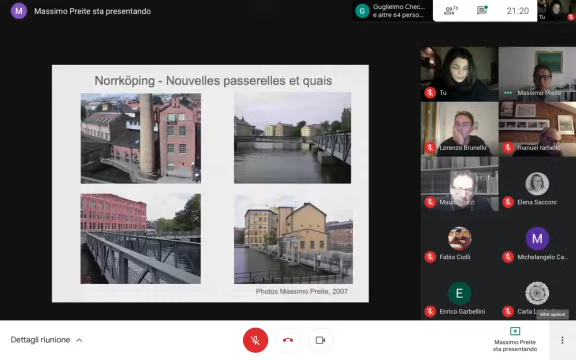 M
Massimo Preite sta presentando
G
Guglielmo Chec...
e altre 64 perso...
76
21:20
Tu
Norrköping - Nouvelles passerelles et quais
Photos Massimo Preite, 2007
Tu
Massimo Preite
Lorenzo Brunello
manuel ramello
Elena Sacconi
Fabio Ciolli
M
Michelangelo Ca...
E
Enrico Garbellini
Altre opzioni
Dettagli riunione
Massimo Preite
sta presentando